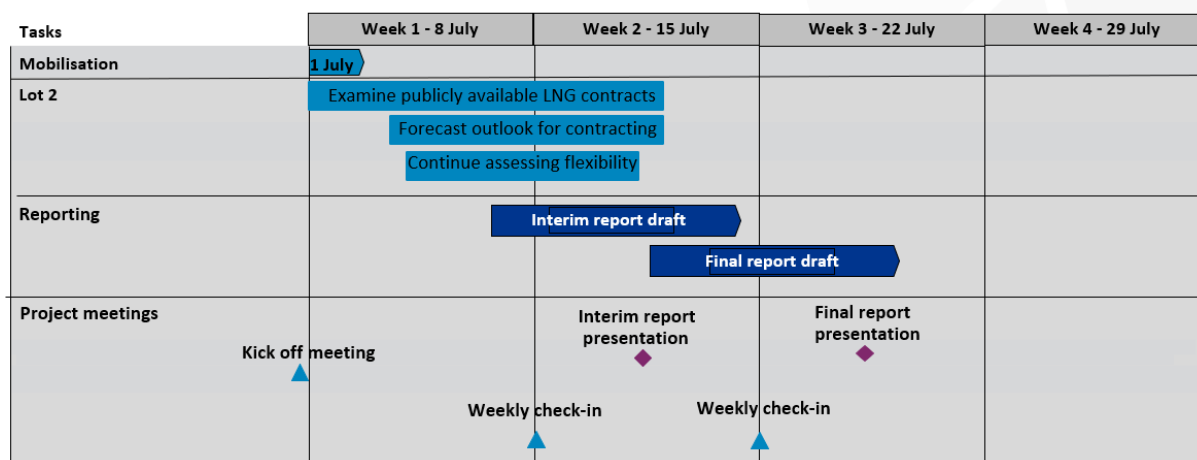 Tasks
Week 1 - 8 July
Week 2 - 15 July
Week 3 - 22 July
Week 4 - 29 July
Mobilisation
1 July
Lot 2
Examine publicly available LNG contracts
Forecast outlook for contracting
Continue assessing flexibility
Reporting
Interim report draft
Final report draft
Project meetings
Interim report
presentation
Final report
presentation
Kick off meeting
Weekly check-in
Weekly check-in